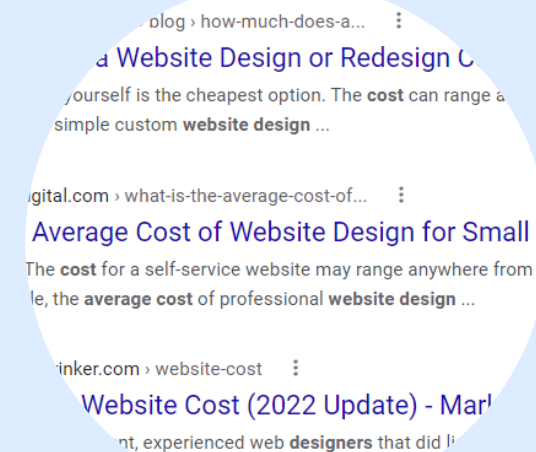 blog › how-much-does-a...
a Website Design or Redesign
yourself is the cheapest option. The cost can range
simple custom website design ...
gital.com › what-is-the-average-cost-of...
Average Cost of Website Design for Small
The cost for a self-service website may range anywhere from
le, the average cost of professional website design ...
inker.com › website-cost
Website Cost (2022 Update) - Mar
nt, experienced web designers that did li